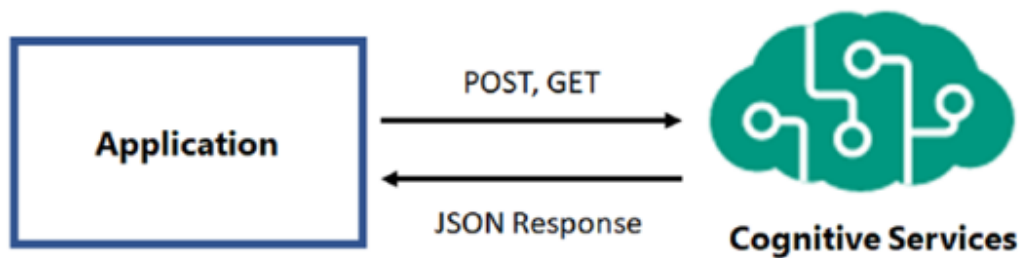 POST, GET
Application
JSON Response
Cognitive Services